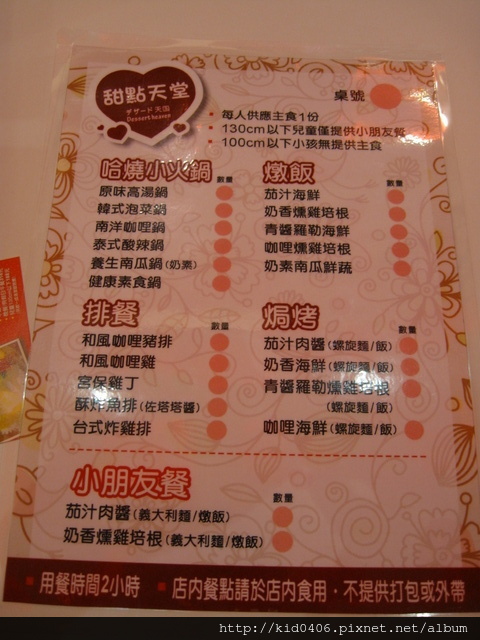 甜點天堂
デザート天国
Dessert heaven
桌號
▪ 每人供應主食1份
▪ 130cm以下兒童僅提供小朋友餐
▪ 100cm以下小孩無提供主食
哈燒小火鍋 數量
原味高湯鍋
韓式泡菜鍋
南洋咖哩鍋
泰式酸辣鍋
養生南瓜鍋(奶素)
健康素食鍋
燉飯 數量
茄汁海鮮
奶香燻雞培根
青醬羅勒海鮮
咖哩燻雞培根
奶素南瓜鮮蔬
排餐 數量
和風咖哩豬排
和風咖哩雞
宮保雞丁
酥炸魚排(佐塔塔醬)
台式炸雞排
焗烤 數量
茄汁肉醬(螺旋麵/飯)
奶香海鮮(螺旋麵/飯)
青醬羅勒燻雞培根
(螺旋麵/飯)
咖哩海鮮(螺旋麵/飯)
小朋友餐 數量
茄汁肉醬(義大利麵/燉飯)
奶香燻雞培根(義大利麵/燉飯)
▪ 用餐時間2小時 ▪ 店內餐點請於店內食用，不提供打包或外帶
http://kid0406.pixnet.net/album